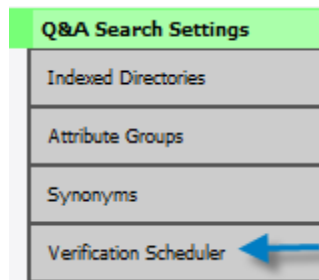 Q&A Search Settings
Indexed Directories
Attribute Groups
Synonyms
Verification Scheduler